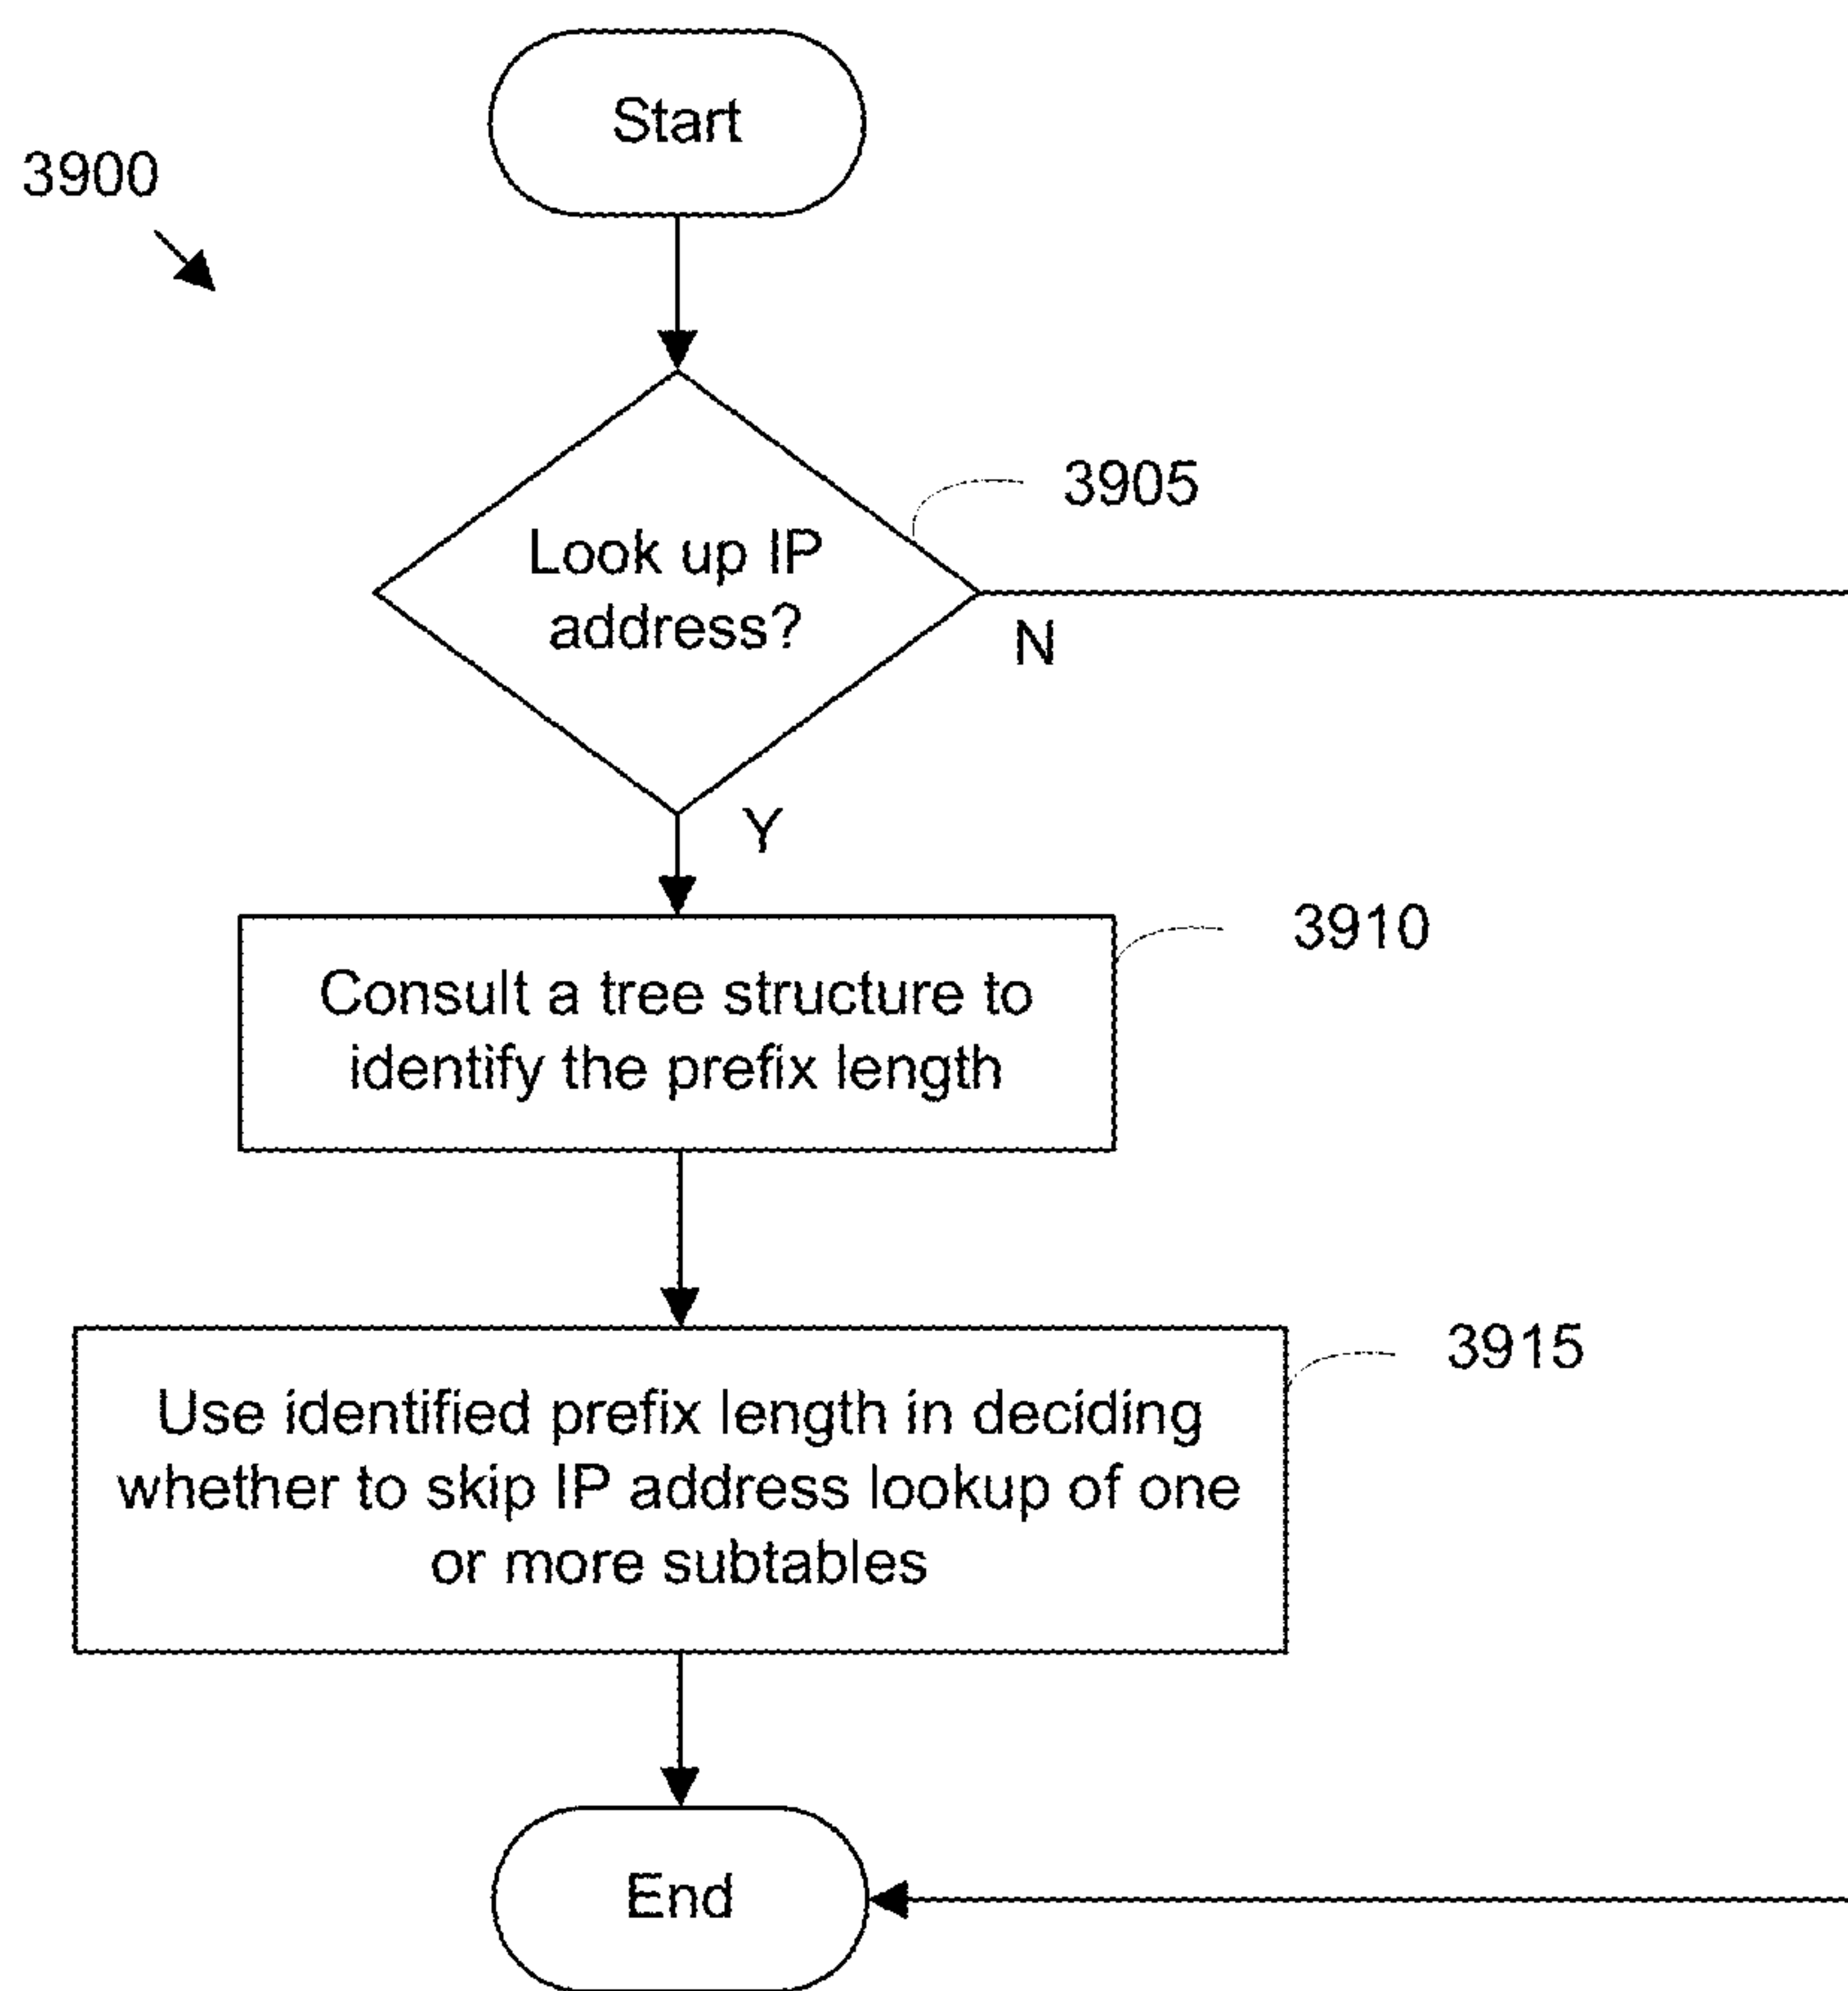 Start
3900
3905
Look up IP
address?
N
Y
3910
Consult a tree structure to
identify the prefix length
3915
Use identified prefix length in deciding
whether to skip IP address lookup of one
or more subtables
End